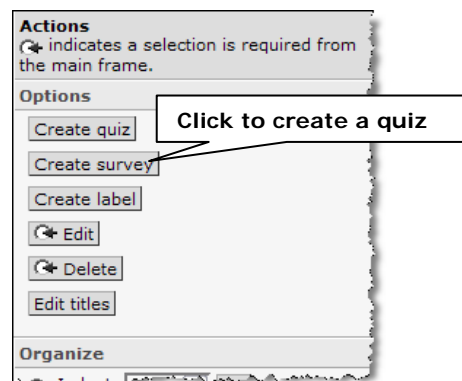 Actions
indicates a selection is required from
the main frame.
Options
Create quiz
Click to create a quiz
Create survey
Create label
Edit
Delete
Edit titles
Organize